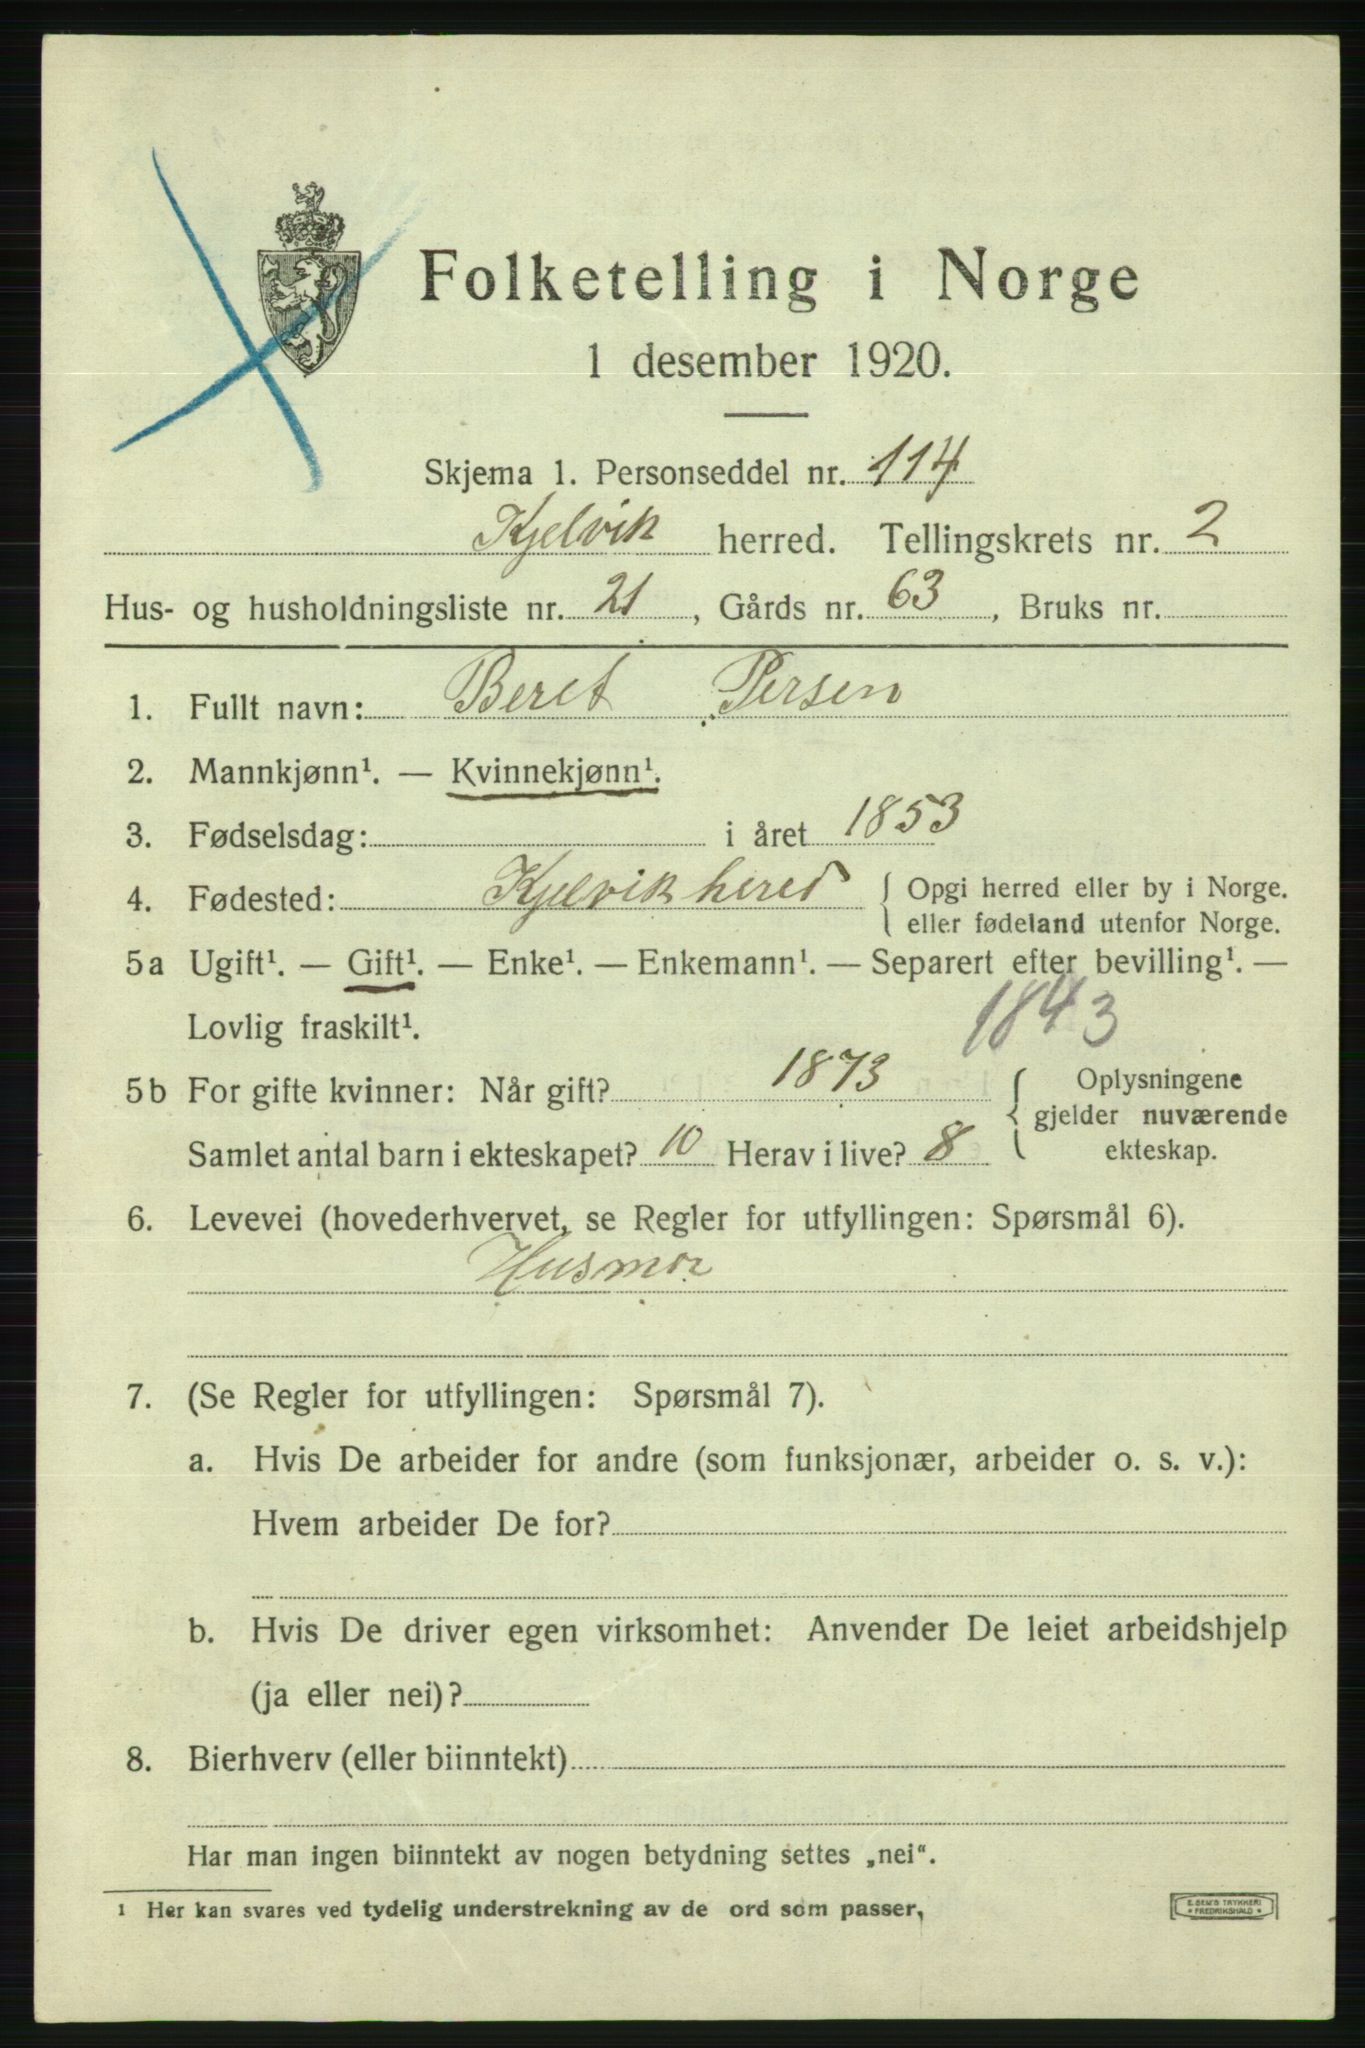 Folketelling i Norge
1 desember 1920.
Skjema 1. Personseddel nr. 114
Kjelvik herred. Tellingskrets nr. 2
Hus- og husholdningsliste nr. 21, Gårds nr. 63, Bruks nr.
1. Fullt navn: Beret Persen
2. Mannkjønn¹. — Kvinnekjønn¹.
3. Fødselsdag: i året 1853
4. Fødested: Kjelvik hered { Opgi herred eller by i Norge.
eller fødeland utenfor Norge.
5a Ugift¹. — Gift¹. — Enke¹. — Enkemann¹. — Separert efter bevilling¹. —
Lovlig fraskilt¹. 1843
5b For gifte kvinner: Når gift? 1873 { Oplysningene
gjelder nuværende
Samlet antal barn i ekteskapet? 10 Herav i live? 8 ekteskap.
6. Levevei (hovederhvervet, se Regler for utfyllingen: Spørsmål 6).
Husmor
7. (Se Regler for utfyllingen: Spørsmål 7).
a. Hvis De arbeider for andre (som funksjonær, arbeider o. s. v.):
Hvem arbeider De for?
b. Hvis De driver egen virksomhet: Anvender De leiet arbeidshjelp
(ja eller nei)?
8. Bierhverv (eller biinntekt)
Har man ingen biinntekt av nogen betydning settes „nei“.
¹ Her kan svares ved tydelig understrekning av de ord som passer.
E. SEM'S TRYKKERI
* FREDRIKSHALD *